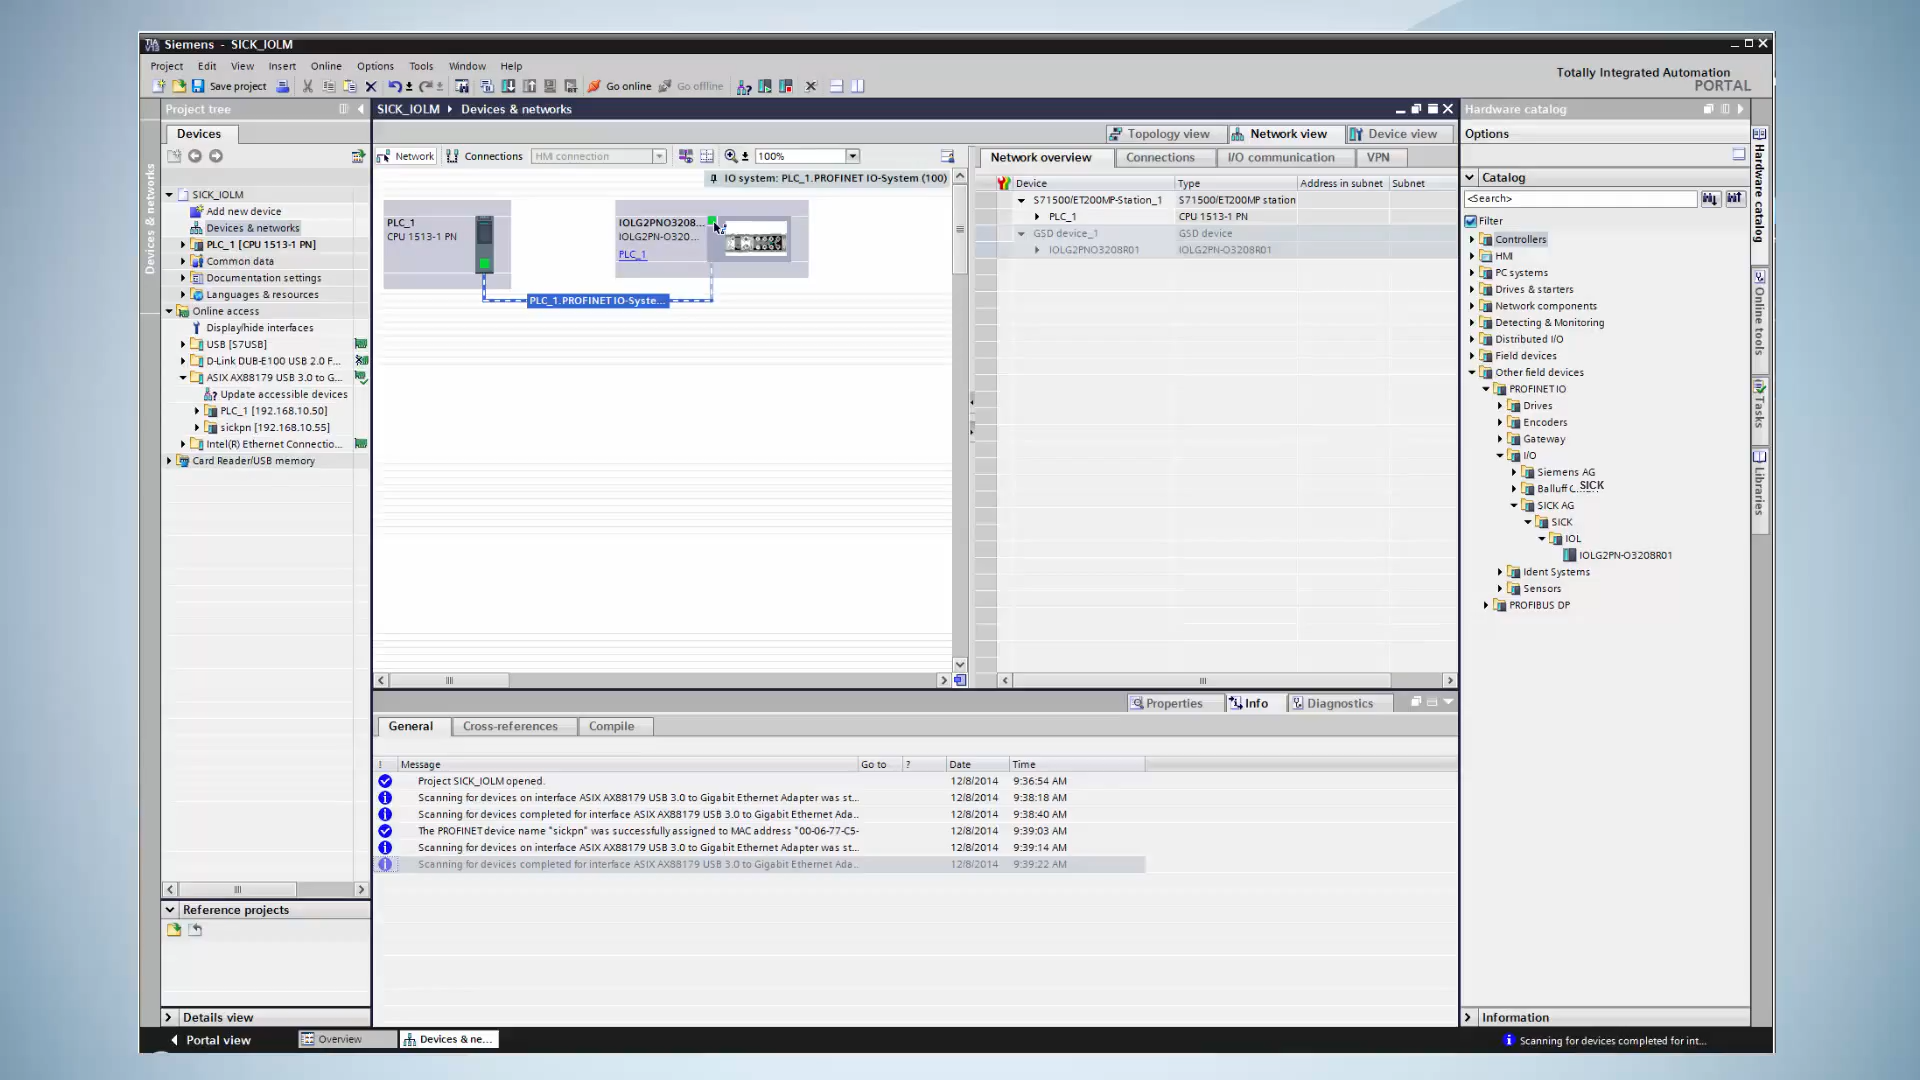 Siemens - SICK_IOLM
Project Edit View Insert Online Options Tools Window Help
Totally Integrated Automation
PORTAL
Save project Go online Go offline
Project tree
SICK_IOLM Devices & networks
Hardware catalog
Devices
Topology view Network view Device view
Options
Network Connections HMI connection 100%
Network overview Connections I/O communication VPN
IO system: PLC_1.PROFINET IO-System (100)
Catalog
Device Type Address in subnet Subnet
<Search>
Filter
SICK_IOLM
Add new device
Devices & networks
PLC_1 [CPU 1513-1 PN]
Common data
Documentation settings
Languages & resources
Online access
Display/hide interfaces
USB [S7USB]
D-Link DUB-E100 USB 2.0 F...
ASIX AX88179 USB 3.0 to G...
Update accessible devices
PLC_1 [192.168.10.50]
sickpn [192.168.10.55]
Intel(R) Ethernet Connectio...
Card Reader/USB memory
PLC_1
CPU 1513-1 PN
IOLG2PNO3208...
IOLG2PN-O320...
PLC_1
PLC_1.PROFINET IO-Syste...
S71500/ET200MP-Station_1 S71500/ET200MP station
PLC_1 CPU 1513-1 PN
GSD device_1 GSD device
IOLG2PNO3208R01 IOLG2PN-O3208R01
Controllers
HMI
PC systems
Drives & starters
Network components
Detecting & Monitoring
Distributed I/O
Field devices
Other field devices
PROFINET IO
Drives
Encoders
Gateway
I/O
Siemens AG
SICK
SICK AG
SICK
IOL
IOLG2PN-O3208R01
Ident Systems
Sensors
PROFIBUS DP
Devices & networks
Hardware catalog
Online tools
Tasks
Libraries
Properties Info Diagnostics
General Cross-references Compile
! Message Go to ? Date Time
Project SICK_IOLM opened. 12/8/2014 9:36:54 AM
Scanning for devices on interface ASIX AX88179 USB 3.0 to Gigabit Ethernet Adapter was st... 12/8/2014 9:38:18 AM
Scanning for devices completed for interface ASIX AX88179 USB 3.0 to Gigabit Ethernet Ada... 12/8/2014 9:38:40 AM
The PROFINET device name "sickpn" was successfully assigned to MAC address "00-06-77-C5- 12/8/2014 9:39:03 AM
Scanning for devices on interface ASIX AX88179 USB 3.0 to Gigabit Ethernet Adapter was st... 12/8/2014 9:39:14 AM
Scanning for devices completed for interface ASIX AX88179 USB 3.0 to Gigabit Ethernet Ada... 12/8/2014 9:39:22 AM
Reference projects
Details view
Information
Portal view Overview Devices & ne...
Scanning for devices completed for int...